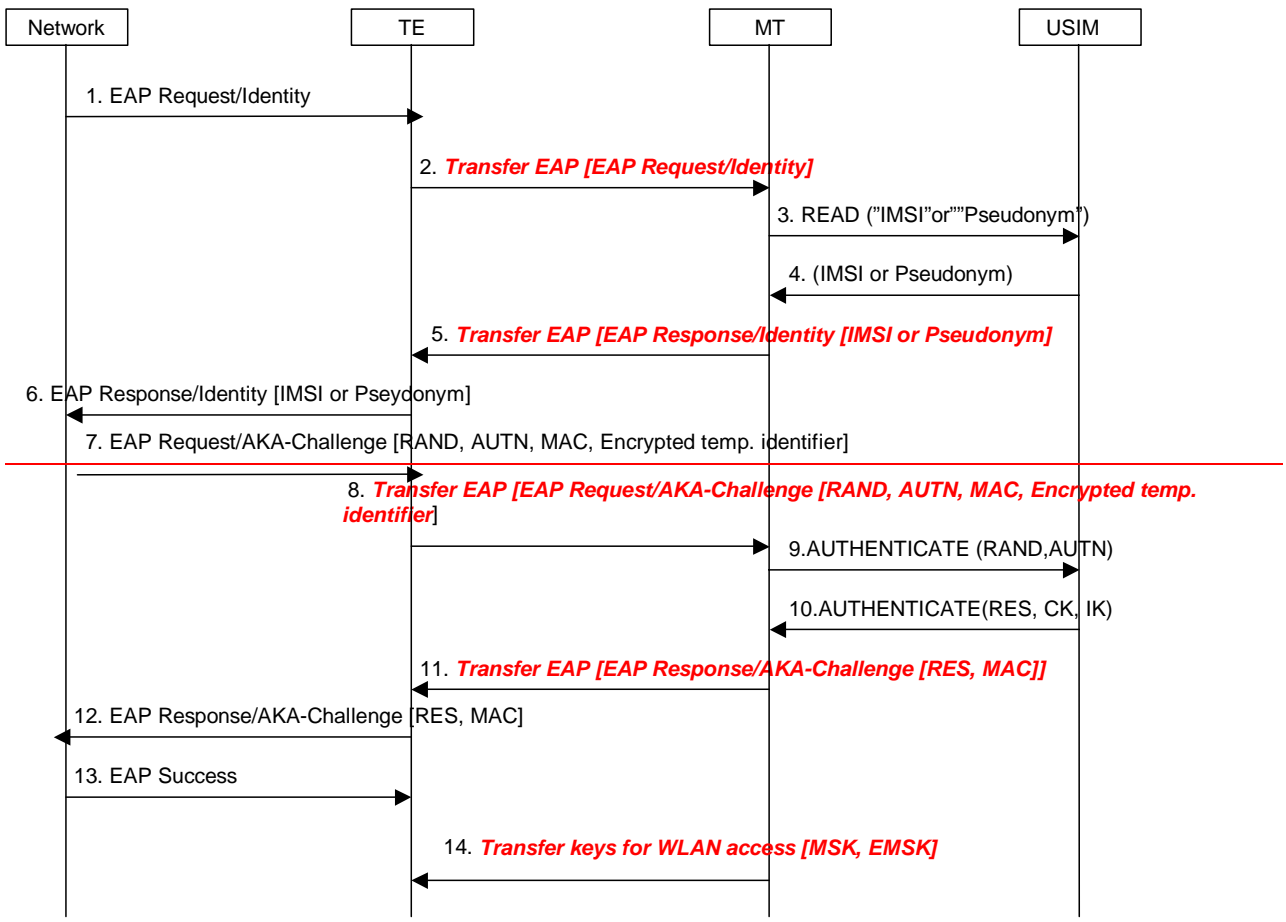 Network TE MT USIM
1. EAP Request/Identity
2. Transfer EAP [EAP Request/Identity]
3. READ ("IMSI"or""Pseudonym")
4. (IMSI or Pseudonym)
5. Transfer EAP [EAP Response/Identity [IMSI or Pseudonym]
6. EAP Response/Identity [IMSI or Pseydonym]
7. EAP Request/AKA-Challenge [RAND, AUTN, MAC, Encrypted temp. identifier]
8. Transfer EAP [EAP Request/AKA-Challenge [RAND, AUTN, MAC, Encrypted temp.
identifier]
9.AUTHENTICATE (RAND,AUTN)
10.AUTHENTICATE(RES, CK, IK)
11. Transfer EAP [EAP Response/AKA-Challenge [RES, MAC]]
12. EAP Response/AKA-Challenge [RES, MAC]
13. EAP Success
14. Transfer keys for WLAN access [MSK, EMSK]